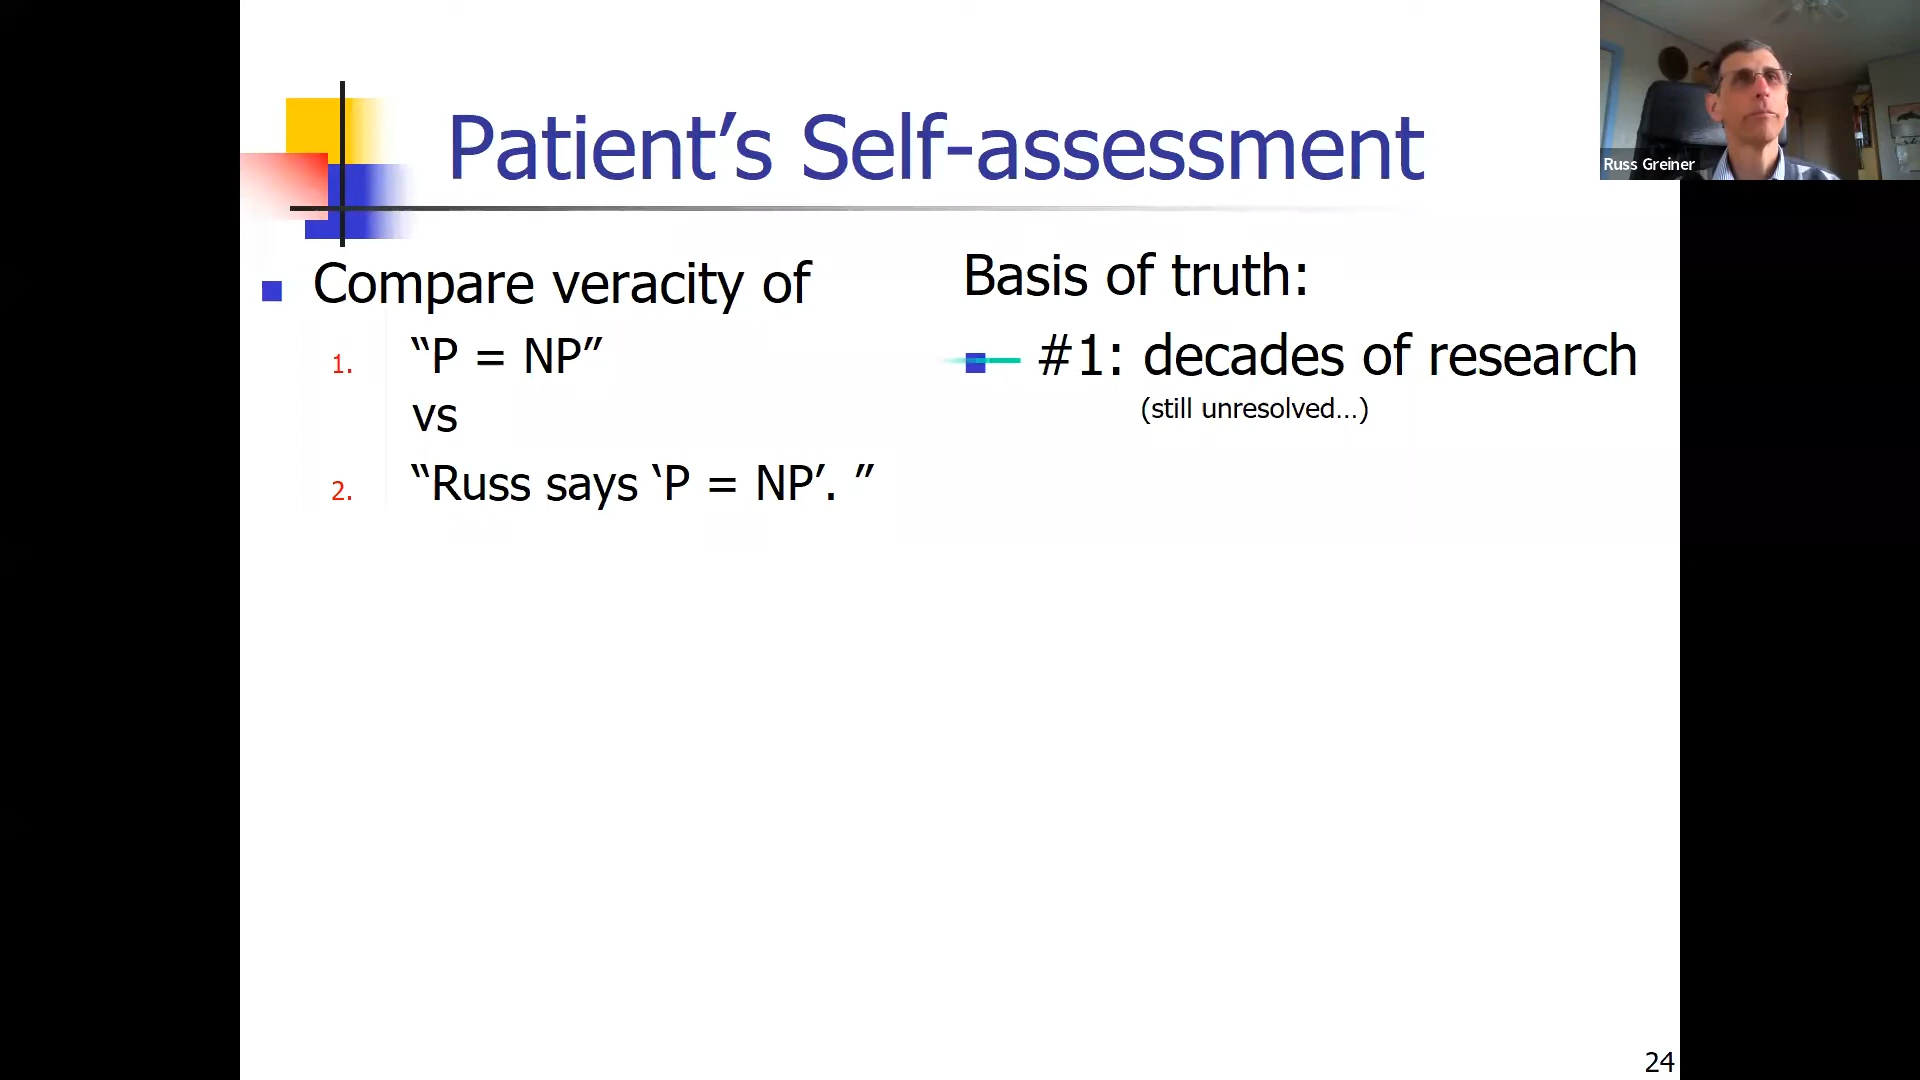 Patient’s Self-assessment
Russ Greiner
Compare veracity of
1. “P = NP”
vs
2. “Russ says ‘P = NP’. ”
Basis of truth:
#1: decades of research
(still unresolved...)
24